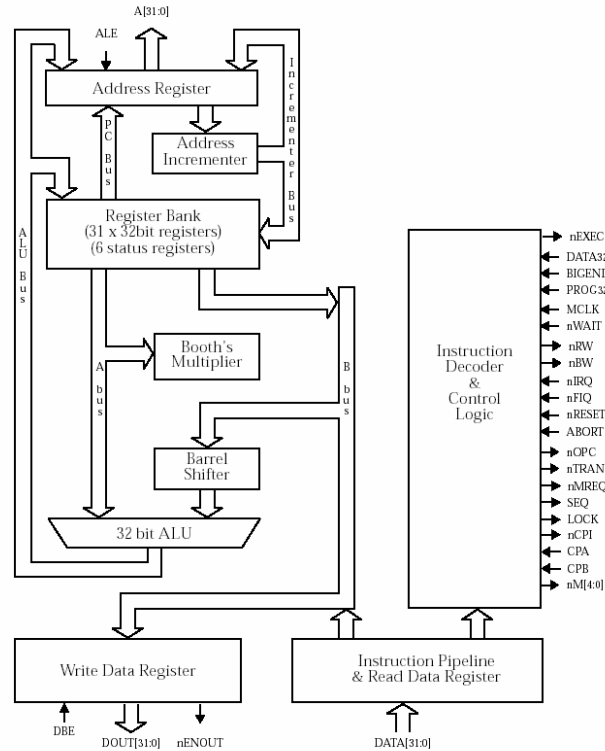 A[31:0]
ALE
Address Register
PC Bus
Incrementer Bus
Address
Incrementer
Register Bank
(31 x 32bit registers)
(6 status registers)
ALU Bus
A bus
B bus
Booth's
Multiplier
Barrel
Shifter
32 bit ALU
Write Data Register
DBE
DOUT[31:0]
nENOUT
Instruction Pipeline
& Read Data Register
DATA[31:0]
Instruction
Decoder
&
Control
Logic
nEXEC
DATA32
BIGEND
PROG32
MCLK
nWAIT
nRW
nBW
nIRQ
nFIQ
nRESET
ABORT
nOPC
nTRAN
nMREQ
SEQ
LOCK
nCPI
CPA
CPB
nM[4:0]